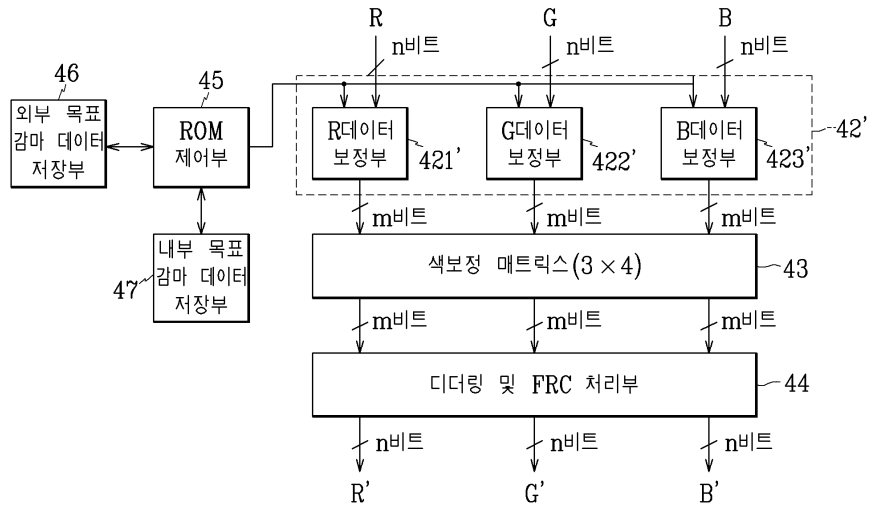 R
G
B
n비트
n비트
n비트
46
외부 목표
감마 데이터
저장부
45
ROM
제어부
R데이터
보정부
421'
G데이터
보정부
422'
B데이터
보정부
423'
42'
m비트
m비트
m비트
내부 목표
감마 데이터
저장부
47
색보정 매트릭스(3×4)
43
m비트
m비트
m비트
디더링 및 FRC 처리부
44
n비트
n비트
n비트
R'
G'
B'